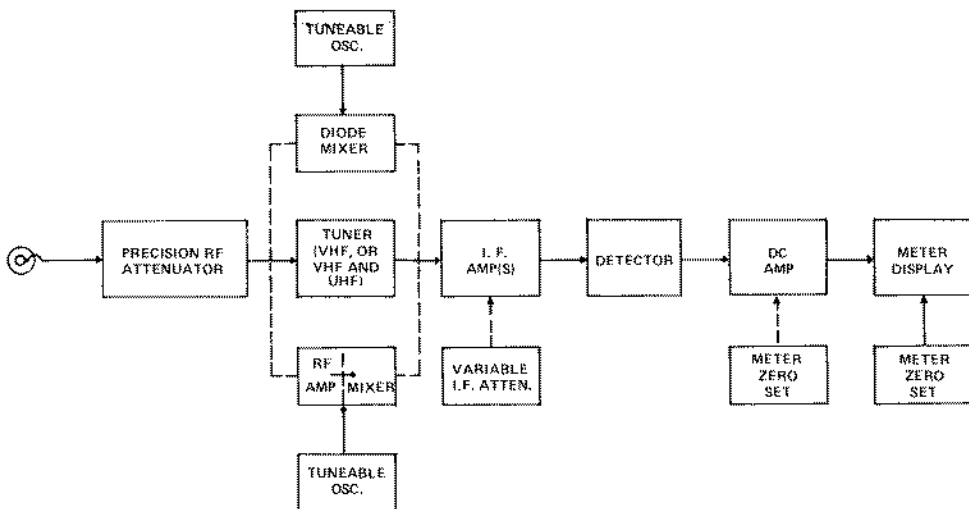 TUNEABLE
OSC.
DIODE
MIXER
PRECISION RF
ATTENUATOR
TUNER
(VHF, OR
VHF AND
UHF)
I. F.
AMP(S)
DETECTOR
DC
AMP
METER
DISPLAY
RF
AMP
MIXER
VARIABLE
I.F. ATTEN.
METER
ZERO
SET
METER
ZERO
SET
TUNEABLE
OSC.